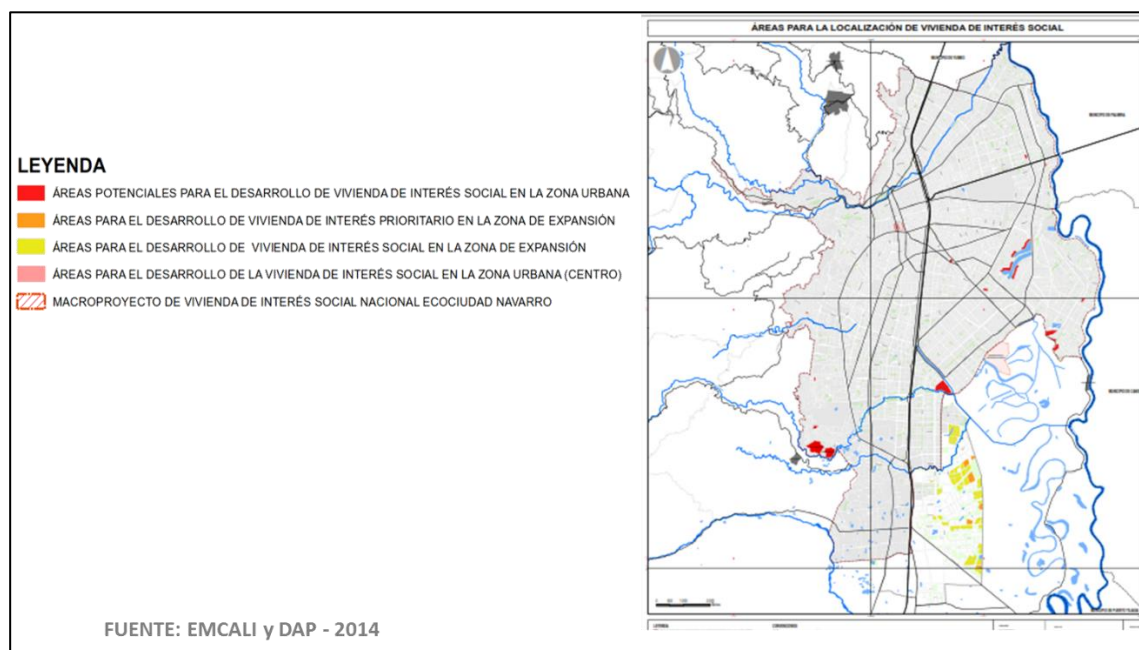 ÁREAS PARA LA LOCALIZACIÓN DE VIVIENDA DE INTERÉS SOCIAL
LEYENDA
ÁREAS POTENCIALES PARA EL DESARROLLO DE VIVIENDA DE INTERÉS SOCIAL EN LA ZONA URBANA
ÁREAS PARA EL DESARROLLO DE VIVIENDA DE INTERÉS PRIORITARIO EN LA ZONA DE EXPANSIÓN
ÁREAS PARA EL DESARROLLO DE VIVIENDA DE INTERÉS SOCIAL EN LA ZONA DE EXPANSIÓN
ÁREAS PARA EL DESARROLLO DE LA VIVIENDA DE INTERÉS SOCIAL EN LA ZONA URBANA (CENTRO)
MACROPROYECTO DE VIVIENDA DE INTERÉS SOCIAL NACIONAL ECOCIUDAD NAVARRO
FUENTE: EMCALI y DAP - 2014